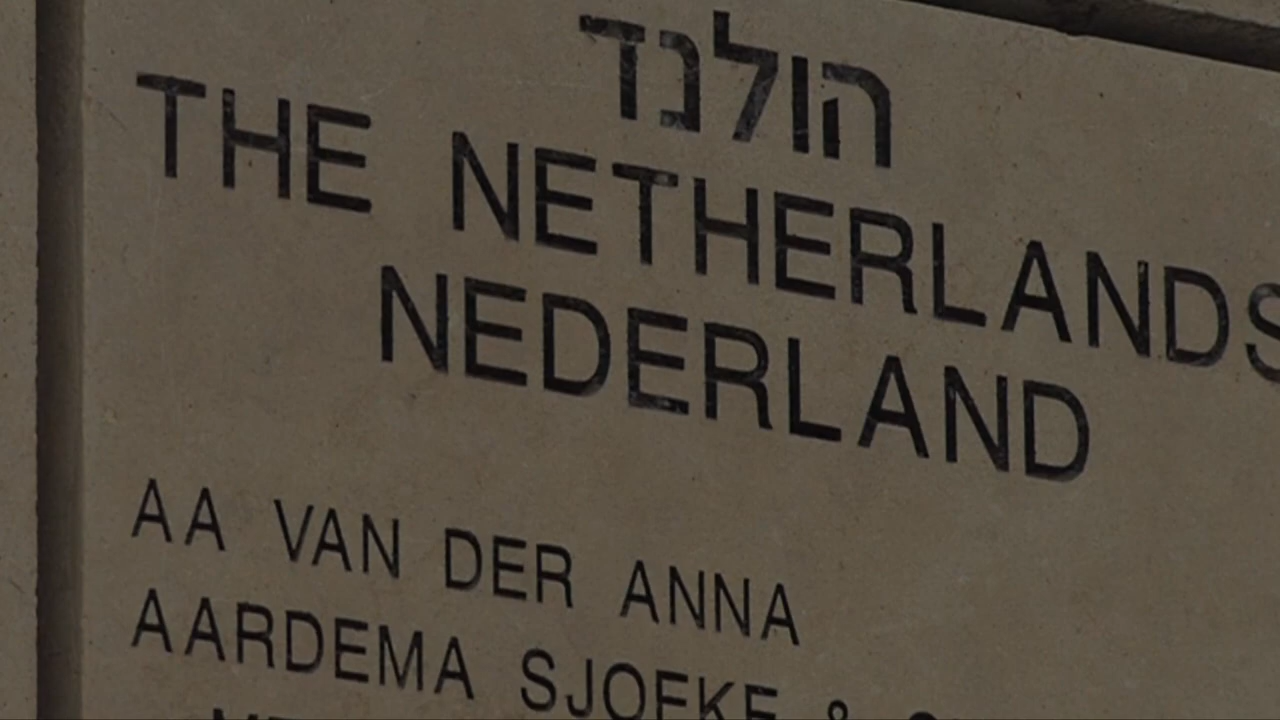 הולנד
THE NETHERLANDS
NEDERLAND
AA VAN DER ANNA
AARDEMA SJOEKE &